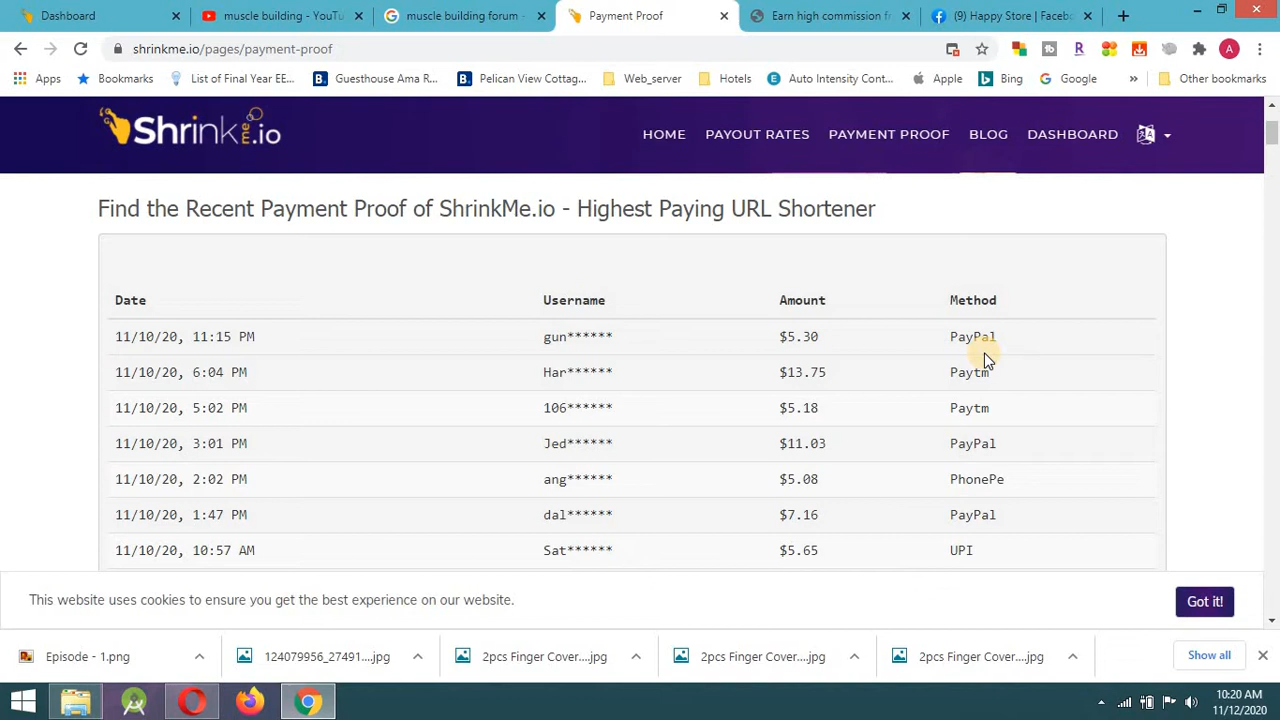 Dashboard
muscle building - YouTu
muscle building forum -
Payment Proof
Earn high commission fr
(9) Happy Store | Facebo
shrinkme.io/pages/payment-proof
A
Apps
Bookmarks
List of Final Year EE...
Guesthouse Ama R...
Pelican View Cottag...
Web_server
Hotels
Auto Intensity Cont...
Apple
Bing
Google
Other bookmarks
Shrinkme.io
HOME
PAYOUT RATES
PAYMENT PROOF
BLOG
DASHBOARD
Find the Recent Payment Proof of ShrinkMe.io - Highest Paying URL Shortener
Date Username Amount Method
11/10/20, 11:15 PM gun****** $5.30 PayPal
11/10/20, 6:04 PM Har****** $13.75 Paytm
11/10/20, 5:02 PM 106****** $5.18 Paytm
11/10/20, 3:01 PM Jed****** $11.03 PayPal
11/10/20, 2:02 PM ang****** $5.08 PhonePe
11/10/20, 1:47 PM dal****** $7.16 PayPal
11/10/20, 10:57 AM Sat****** $5.65 UPI
This website uses cookies to ensure you get the best experience on our website.
Got it!
Episode - 1.png
124079956_27491....jpg
2pcs Finger Cover....jpg
2pcs Finger Cover....jpg
2pcs Finger Cover....jpg
Show all
10:20 AM
11/12/2020